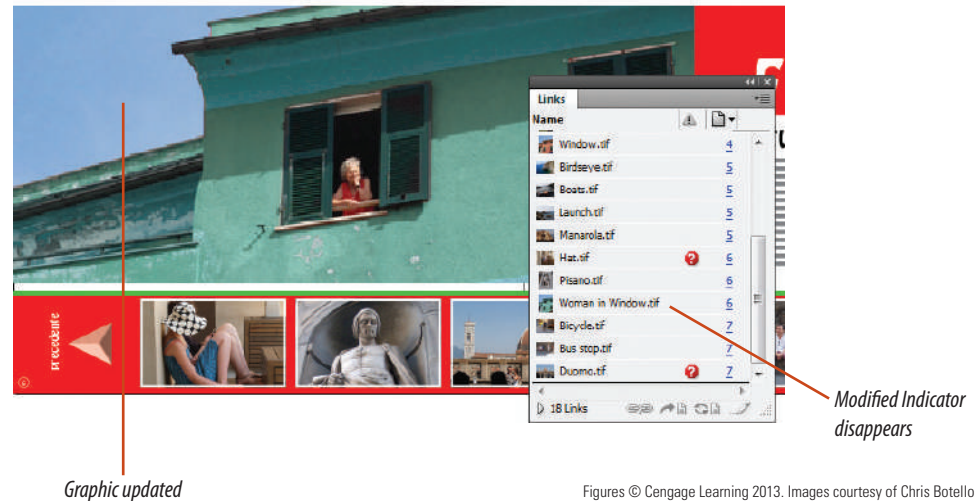 Links
Name
Window.tif 4
Birdseye.tif 5
Boats.tif 5
Launch.tif 5
Manarola.tif 5
Hat.tif ? 6
Pisano.tif 6
Woman in Window.tif 6
Bicycle.tif 7
Bus stop.tif 7
Duomo.tif ? 7
18 Links
precedente
Modified Indicator
disappears
Graphic updated
Figures © Cengage Learning 2013. Images courtesy of Chris Botello